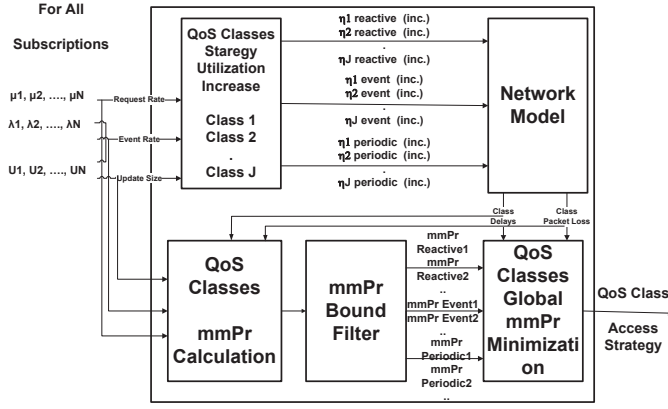 For All
Subscriptions
μ1, μ2, ...., μN
λ1, λ2, ...., λN
U1, U2, ...., UN
Request Rate
Event Rate
Update Size
QoS Classes
Staregy
Utilization
Increase
Class 1
Class 2
.
Class J
η1 reactive (inc.)
η2 reactive (inc.)
.
ηJ reactive (inc.)
η1 event (inc.)
η2 event (inc.)
.
ηJ event (inc.)
η1 periodic (inc.)
η2 periodic (inc.)
.
ηJ periodic (inc.)
Network
Model
Class
Delays
Class
Packet Loss
QoS
Classes
mmPr
Calculation
mmPr
Bound
Filter
mmPr
Reactive1
mmPr
Reactive2
..
mmPr Event1
mmPr Event2
..
mmPr
Periodic1
mmPr
Periodic2
..
QoS
Classes
Global
mmPr
Minimizati
on
QoS Class
Access
Strategy